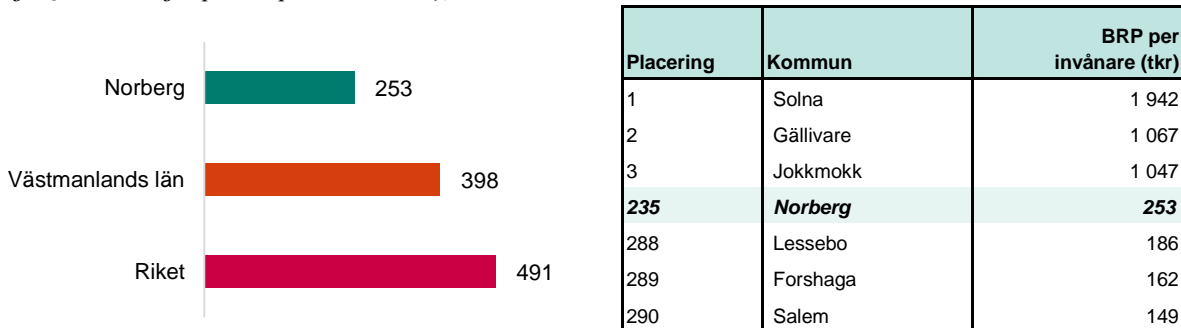 Norberg 253
Västmanlands län 398
Riket 491
Placering Kommun BRP per invånare (tkr)
1 Solna 1 942
2 Gällivare 1 067
3 Jokkmokk 1 047
235 Norberg 253
288 Lessebo 186
289 Forshaga 162
290 Salem 149